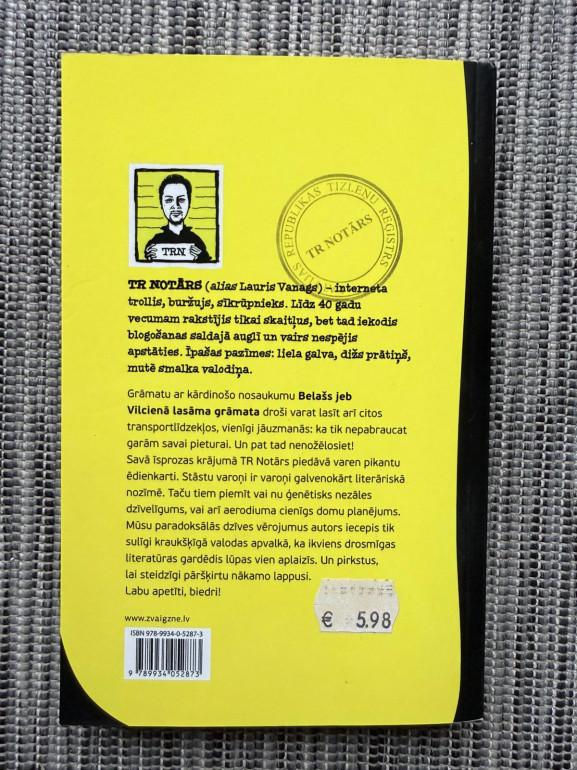 TRN
REPUBLIKAS TIZLEŅU REĢISTRS
TR NOTĀRS
TR NOTĀRS (alias Lauris Vanags) – interneta
trollis, buržujs, sīkrūpnieks. Līdz 40 gadu
vecumam rakstījis tikai skaitļus, bet tad iekodis
blogošanas saldajā auglī un vairs nespējis
apstāties. Īpašas pazīmes: liela galva, dižs prātiņš,
mutē smalka valodiņa.
Grāmatu ar kārdinošo nosaukumu Belašs jeb
Vilcienā lasāma grāmata droši varat lasīt arī citos
transportlīdzekļos, vienīgi jāuzmanās: ka tik nepabraucat
garām savai pieturai. Un pat tad nenožēlosiet!
Savā īsprozas krājumā TR Notārs piedāvā varen pikantu
ēdienkarti. Stāstu varoņi ir varoņi galvenokārt literāriskā
nozīmē. Taču tiem piemīt vai nu ģenētisks nezāles
dzīvelīgums, vai arī aerodiuma cienīgs domu planējums.
Mūsu paradoksālās dzīves vērojumus autors iecepis tik
sulīgi kraukšķīgā valodas apvalkā, ka ikviens drosmīgas
literatūras gardēdis lūpas vien aplaizīs. Un pirkstus,
lai steidzīgi pāršķirtu nākamo lappusi.
Labu apetīti, biedri!
www.zvaigzne.lv
ISBN 978-9934-0-5287-3
9 789934 052873
€ 5.98